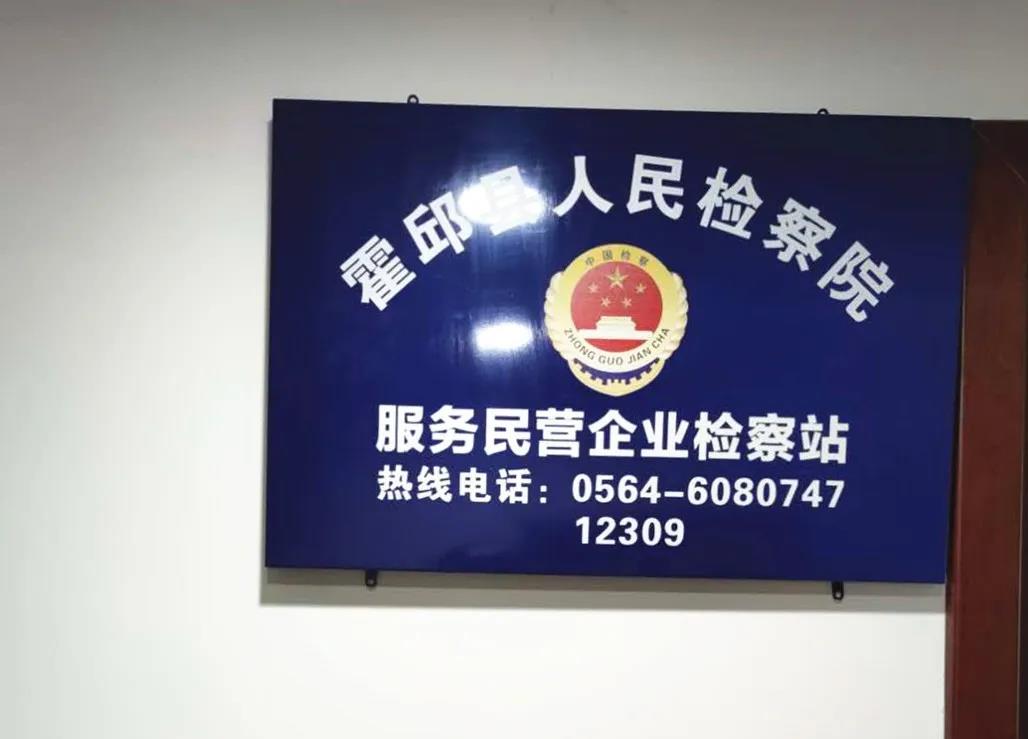 霍邱县人民检察院
中国检察
ZHONG GUO JIAN CHA
服务民营企业检察站
热线电话：0564-6080747
12309